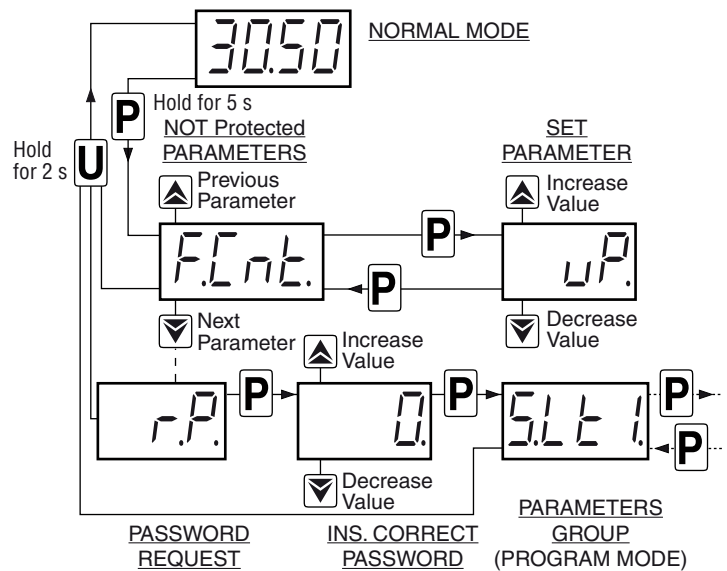 30.50
NORMAL MODE
P
Hold for 5 s
Hold
for 2 s
U
NOT Protected
PARAMETERS
SET
PARAMETER
Previous
Parameter
Increase
Value
F.Cnt.
P
P
uP.
Next
Parameter
Decrease
Value
Increase
Value
r.P.
P
0.
P
S.Lt1.
P
P
Decrease
Value
PASSWORD
REQUEST
INS. CORRECT
PASSWORD
PARAMETERS
GROUP
(PROGRAM MODE)